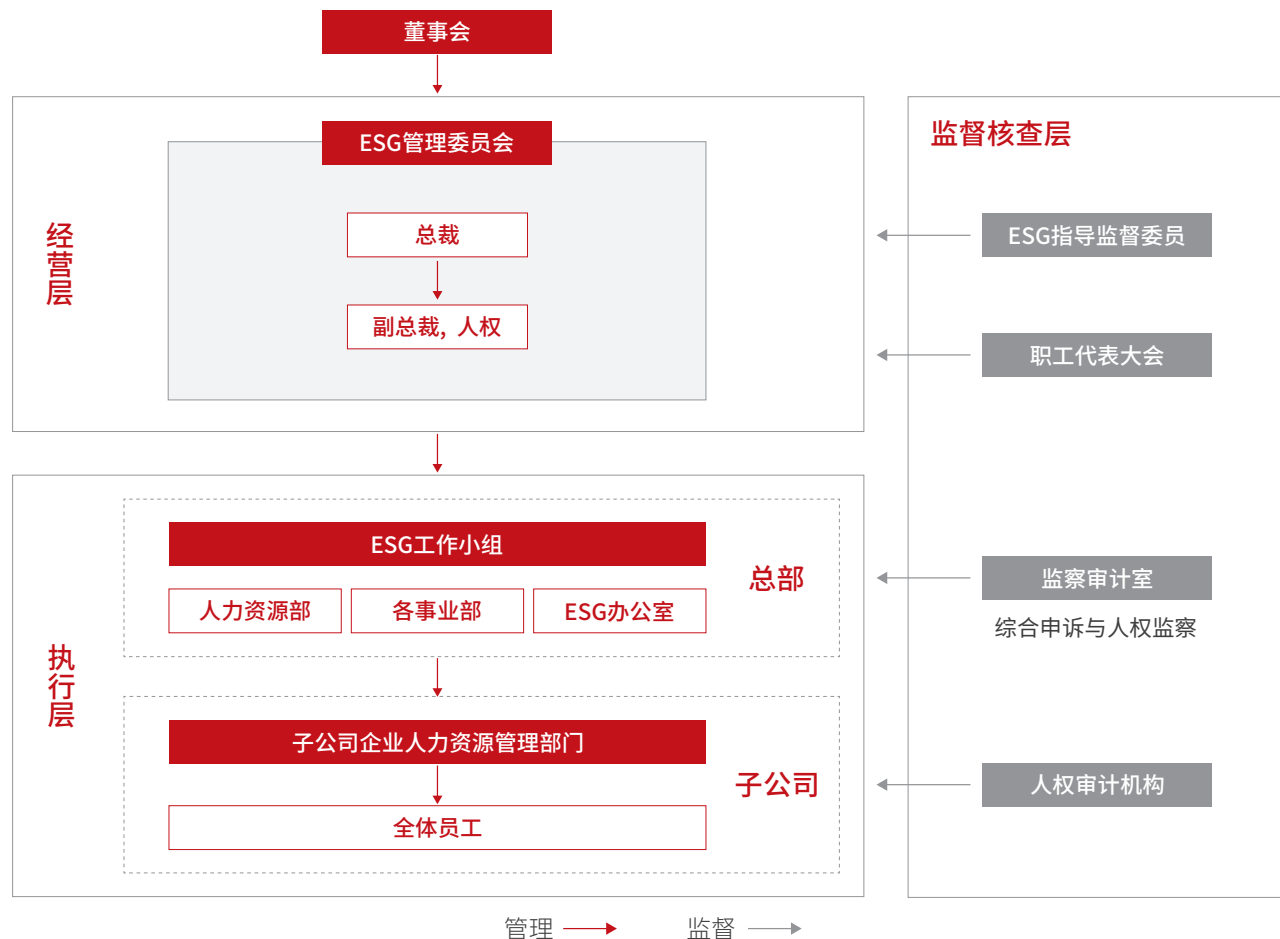 董事会
经营层
ESG管理委员会
总裁
副总裁, 人权
执行层
ESG工作小组
人力资源部
各事业部
ESG办公室
总部
子公司企业人力资源管理部门
全体员工
子公司
监督核查层
ESG指导监督委员
职工代表大会
监察审计室
综合申诉与人权监察
人权审计机构
管理
监督